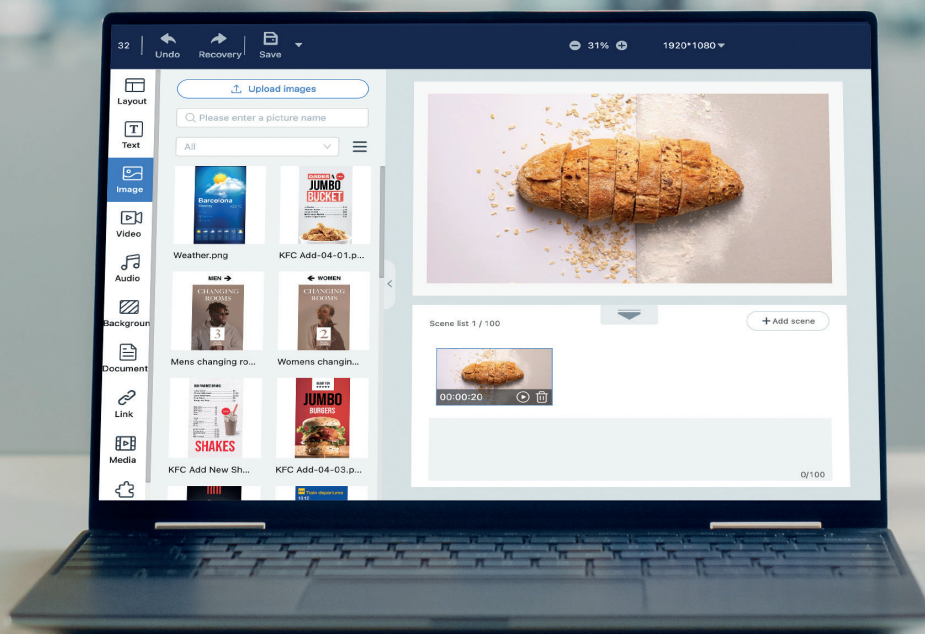 32
Undo
Recovery
Save
31%
1920*1080
Layout
Text
Image
Video
Audio
Backgroun
Document
Link
Media
Upload images
Please enter a picture name
All
Barcelona
JUMBO
BUCKET
Weather.png
KFC Add-04-01.p...
MEN →
CHANGING
ROOMS
3
← WOMEN
CHANGING
ROOMS
2
Mens changing ro...
Womens changin...
SHAKES
JUMBO
BURGERS
KFC Add New Sh...
KFC Add-04-03.p...
Train departures
Scene list 1 / 100
+ Add scene
00:00:20
0/100